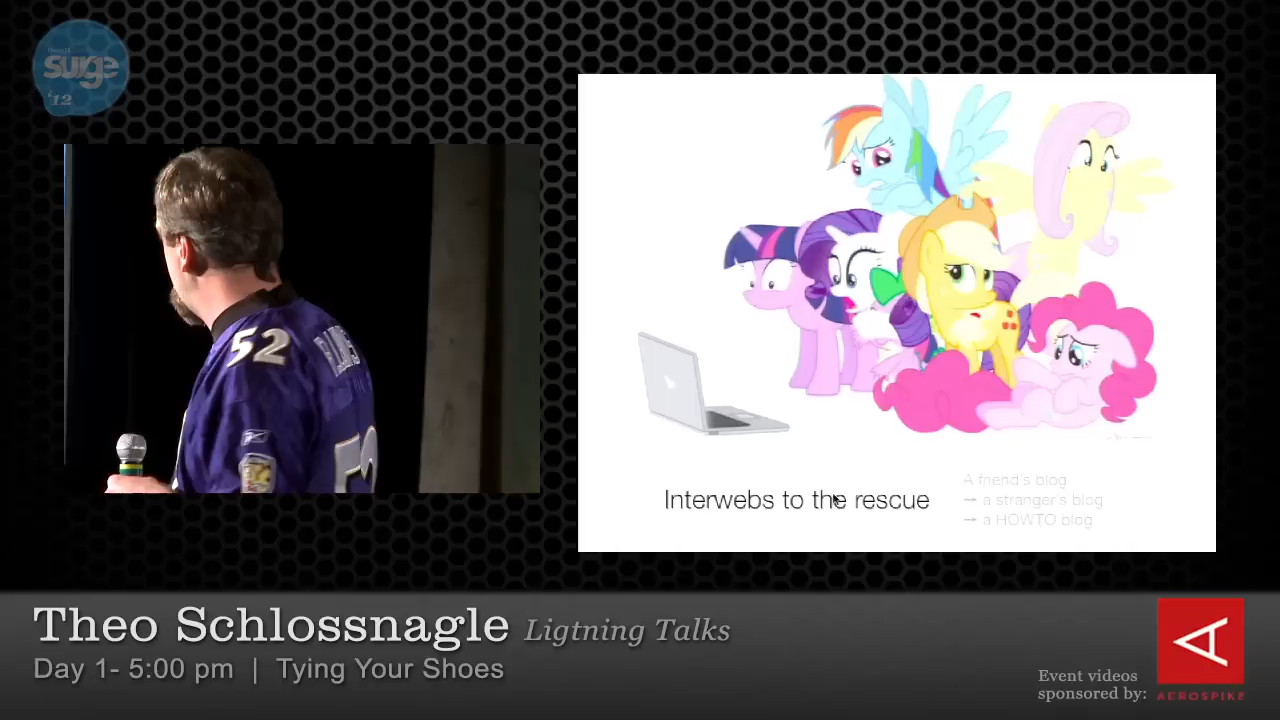 surge
'12
52
52
Interwebs to the rescue
A friend's blog
→ a stranger's blog
→ a HOWTO blog
Theo Schlossnagle Ligtning Talks
Day 1- 5:00 pm | Tying Your Shoes
Event videos
sponsored by:
AEROSPIKE